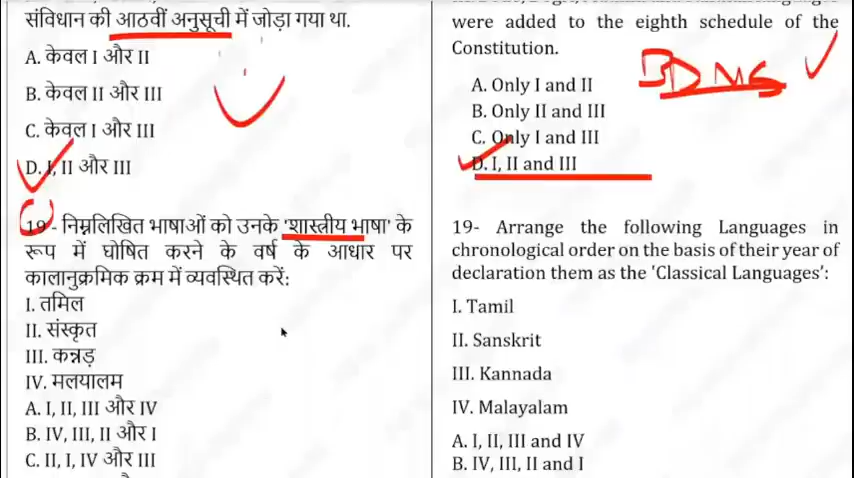 संविधान की आठवीं अनुसूची में जोड़ा गया था.
A. केवल I और II
B. केवल II और III
C. केवल I और III
D. I, II और III
19 - निम्नलिखित भाषाओं को उनके 'शास्त्रीय भाषा' के
रूप में घोषित करने के वर्ष के आधार पर
कालानुक्रमिक क्रम में व्यवस्थित करें:
I. तमिल
II. संस्कृत
III. कन्नड़
IV. मलयालम
A. I, II, III और IV
B. IV, III, II और I
C. II, I, IV और III
were added to the eighth schedule of the
Constitution.
BDMS
A. Only I and II
B. Only II and III
C. Only I and III
D. I, II and III
19- Arrange the following Languages in
chronological order on the basis of their year of
declaration them as the 'Classical Languages':
I. Tamil
II. Sanskrit
III. Kannada
IV. Malayalam
A. I, II, III and IV
B. IV, III, II and I